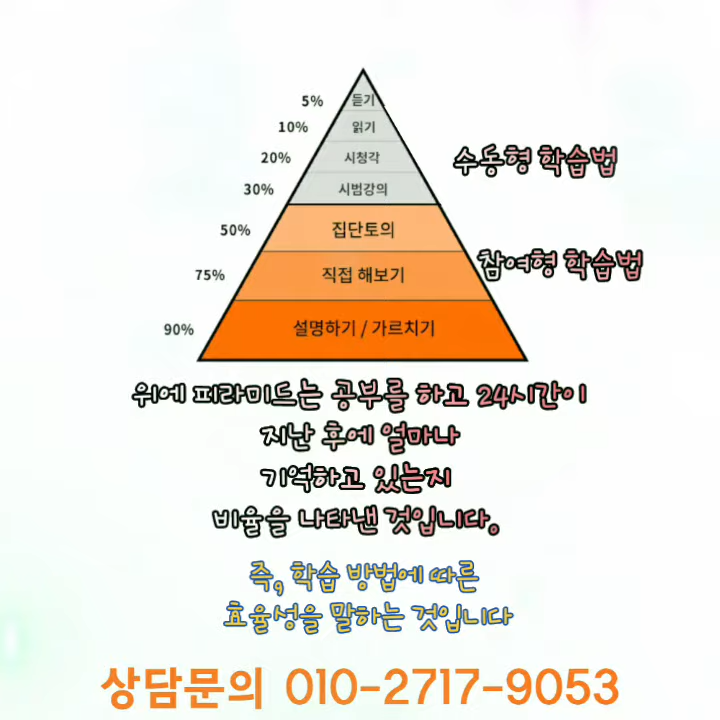 5% 듣기
10% 읽기
20% 시청각
수동형 학습법
30% 시범강의
50% 집단토의
참여형 학습법
75% 직접 해보기
90% 설명하기 / 가르치기
위에 피라미드는 공부를 하고 24시간이
지난 후에 얼마나
기억하고 있는지
비율을 나타낸 것입니다.
즉, 학습 방법에 따른
효율성을 말하는 것입니다
상담문의 010-2717-9053